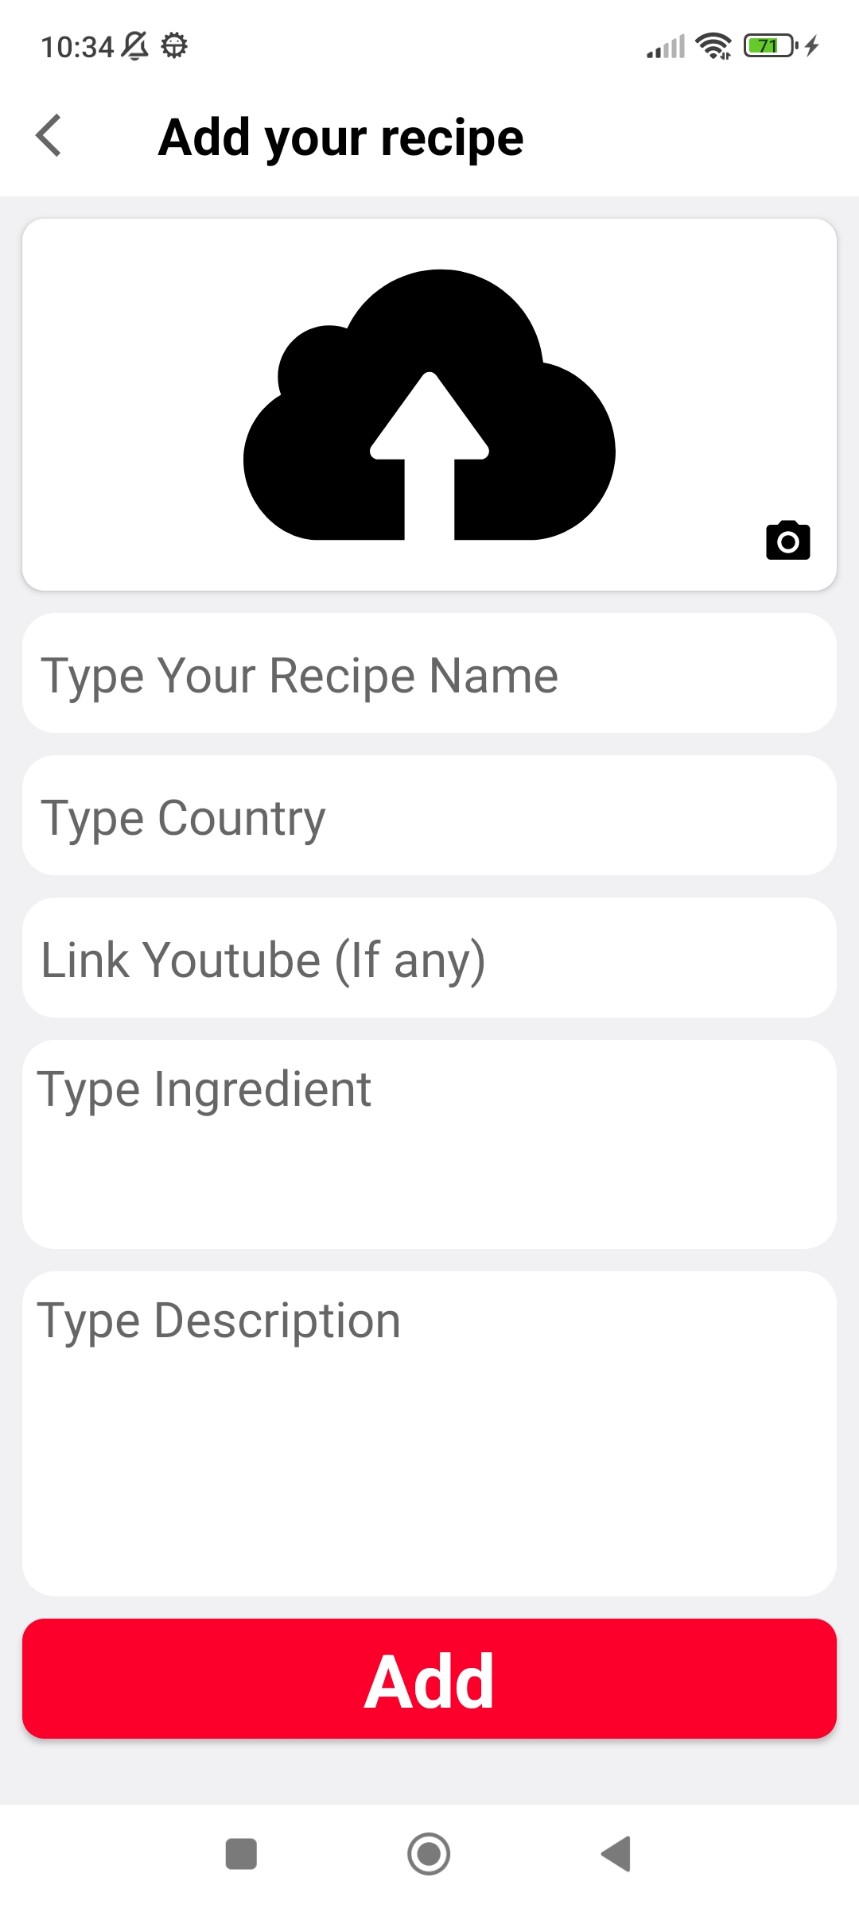 10:34
71
Add your recipe
Type Your Recipe Name
Type Country
Link Youtube (If any)
Type Ingredient
Type Description
Add